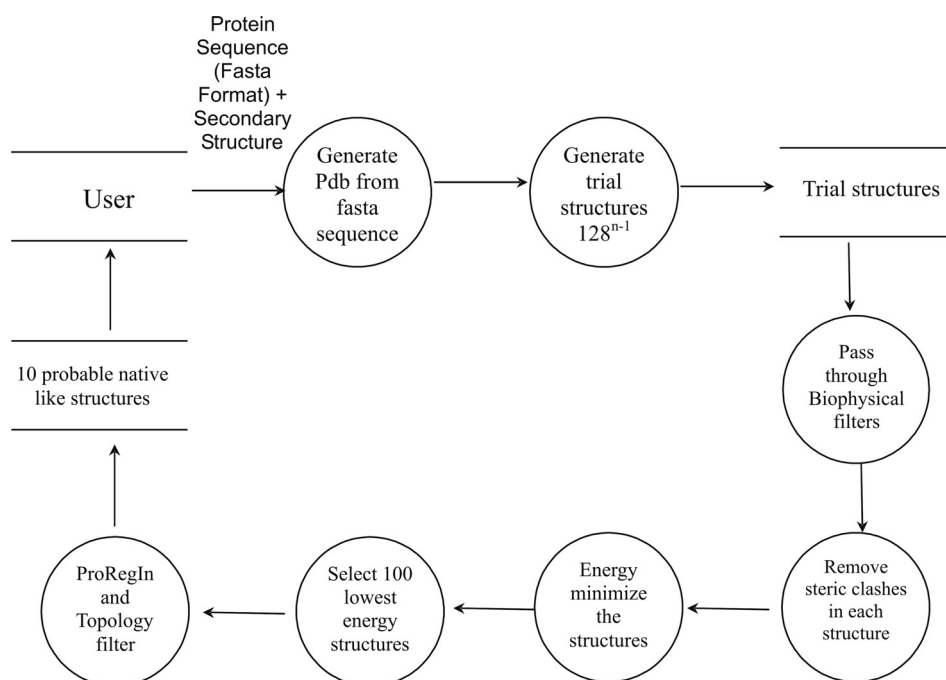 Protein
Sequence
(Fasta
Format) +
Secondary
Structure
User
Generate
Pdb from
fasta
sequence
Generate
trial
structures
128ⁿ⁻¹
Trial structures
Pass
through
Biophysical
filters
Remove
steric clashes
in each
structure
Energy
minimize
the
structures
Select 100
lowest
energy
structures
ProRegIn
and
Topology
filter
10 probable native
like structures